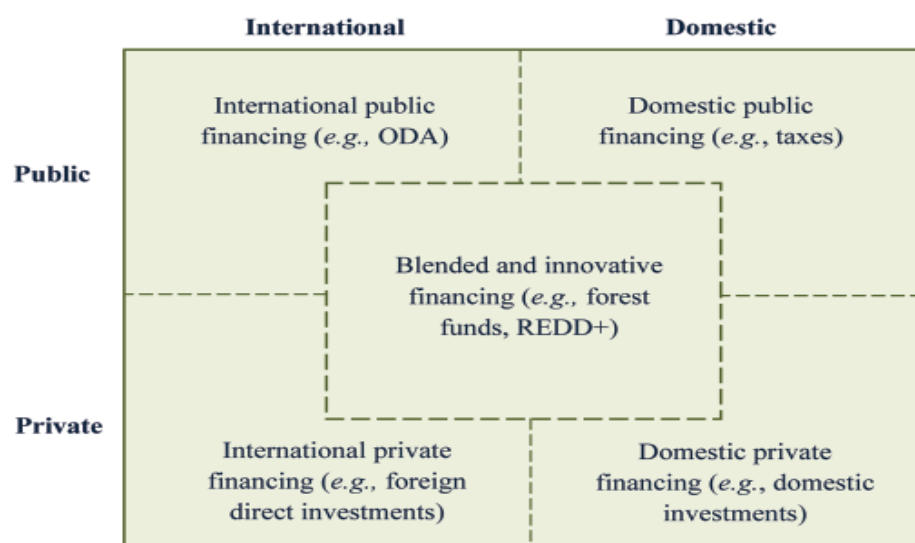 International
Domestic
Public
International public
financing (e.g., ODA)
Domestic public
financing (e.g., taxes)
Blended and innovative
financing (e.g., forest
funds, REDD+)
Private
International private
financing (e.g., foreign
direct investments)
Domestic private
financing (e.g., domestic
investments)